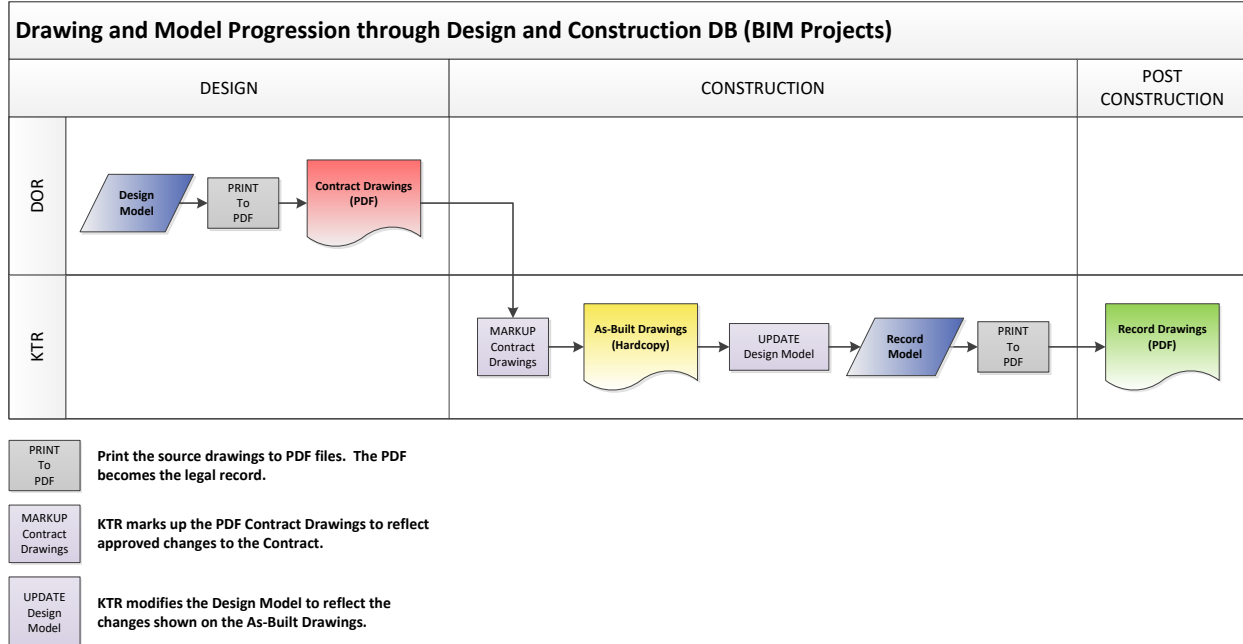 Drawing and Model Progression through Design and Construction DB (BIM Projects)
DESIGN
CONSTRUCTION
POST
CONSTRUCTION
DOR
Design
Model
PRINT
To
PDF
Contract Drawings
(PDF)
KTR
MARKUP
Contract
Drawings
As-Built Drawings
(Hardcopy)
UPDATE
Design Model
Record
Model
PRINT
To
PDF
Record Drawings
(PDF)
PRINT
To
PDF
Print the source drawings to PDF files.  The PDF
becomes the legal record.
MARKUP
Contract
Drawings
KTR marks up the PDF Contract Drawings to reflect
approved changes to the Contract.
UPDATE
Design
Model
KTR modifies the Design Model to reflect the
changes shown on the As-Built Drawings.